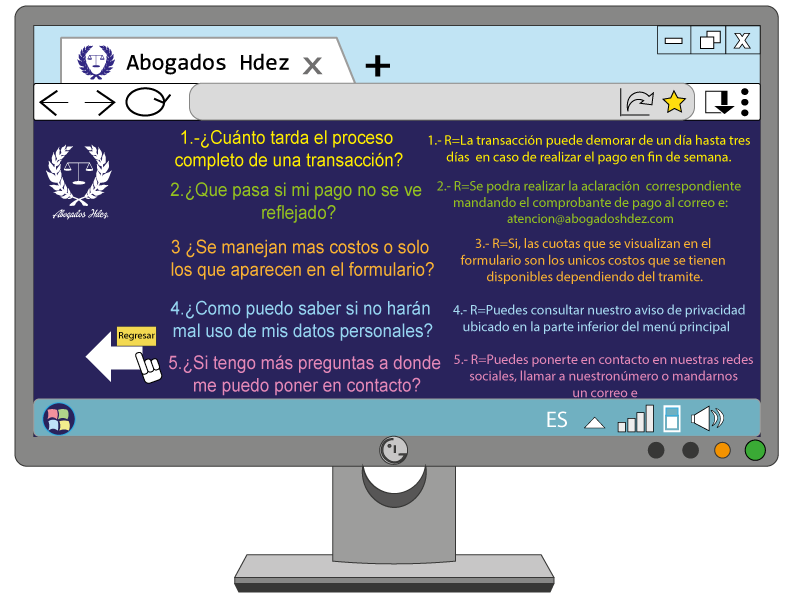 Abogados Hdez X
1.-¿Cuánto tarda el proceso
completo de una transacción?
1.- R=La transacción puede demorar de un día hasta tres
días en caso de realizar el pago en fin de semana.
2.¿Que pasa si mi pago no se ve
reflejado?
2.- R=Se podra realizar la aclaración correspondiente
mandando el comprobante de pago al correo e:
atencion@abogadoshdez.com
Abogados Hdez.
3 ¿Se manejan mas costos o solo
los que aparecen en el formulario?
3.- R=Si, las cuotas que se visualizan en el
formulario son los unicos costos que se tienen
disponibles dependiendo del tramite.
4.¿Como puedo saber si no harán
mal uso de mis datos personales?
4.- R=Puedes consultar nuestro aviso de privacidad
ubicado en la parte inferior del menú principal
Regresar
5.¿Si tengo más preguntas a donde
me puedo poner en contacto?
5.- R=Puedes ponerte en contacto en nuestras redes
sociales, llamar a nuestronúmero o mandarnos
un correo e
ES